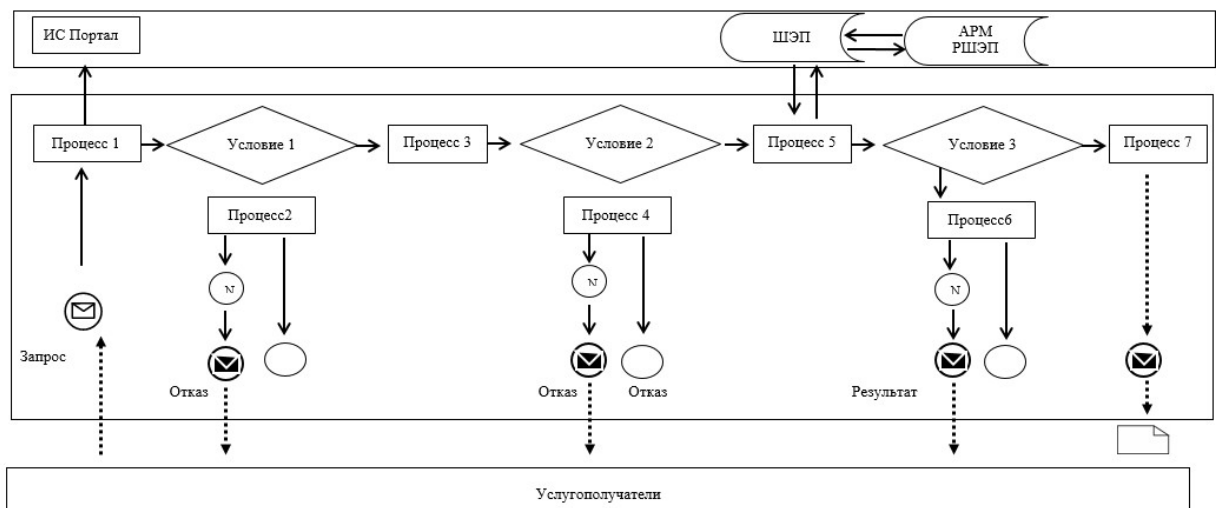 ИС Портал
ШЭП
АРМ
РШЭП
Процесс 1
Условие 1
Процесс 3
Условие 2
Процесс 5
Условие 3
Процесс 7
Процесс2
Процесс 4
Процесс6
N
N
N
Запрос
Отказ
Отказ
Отказ
Результат
Услугополучатели